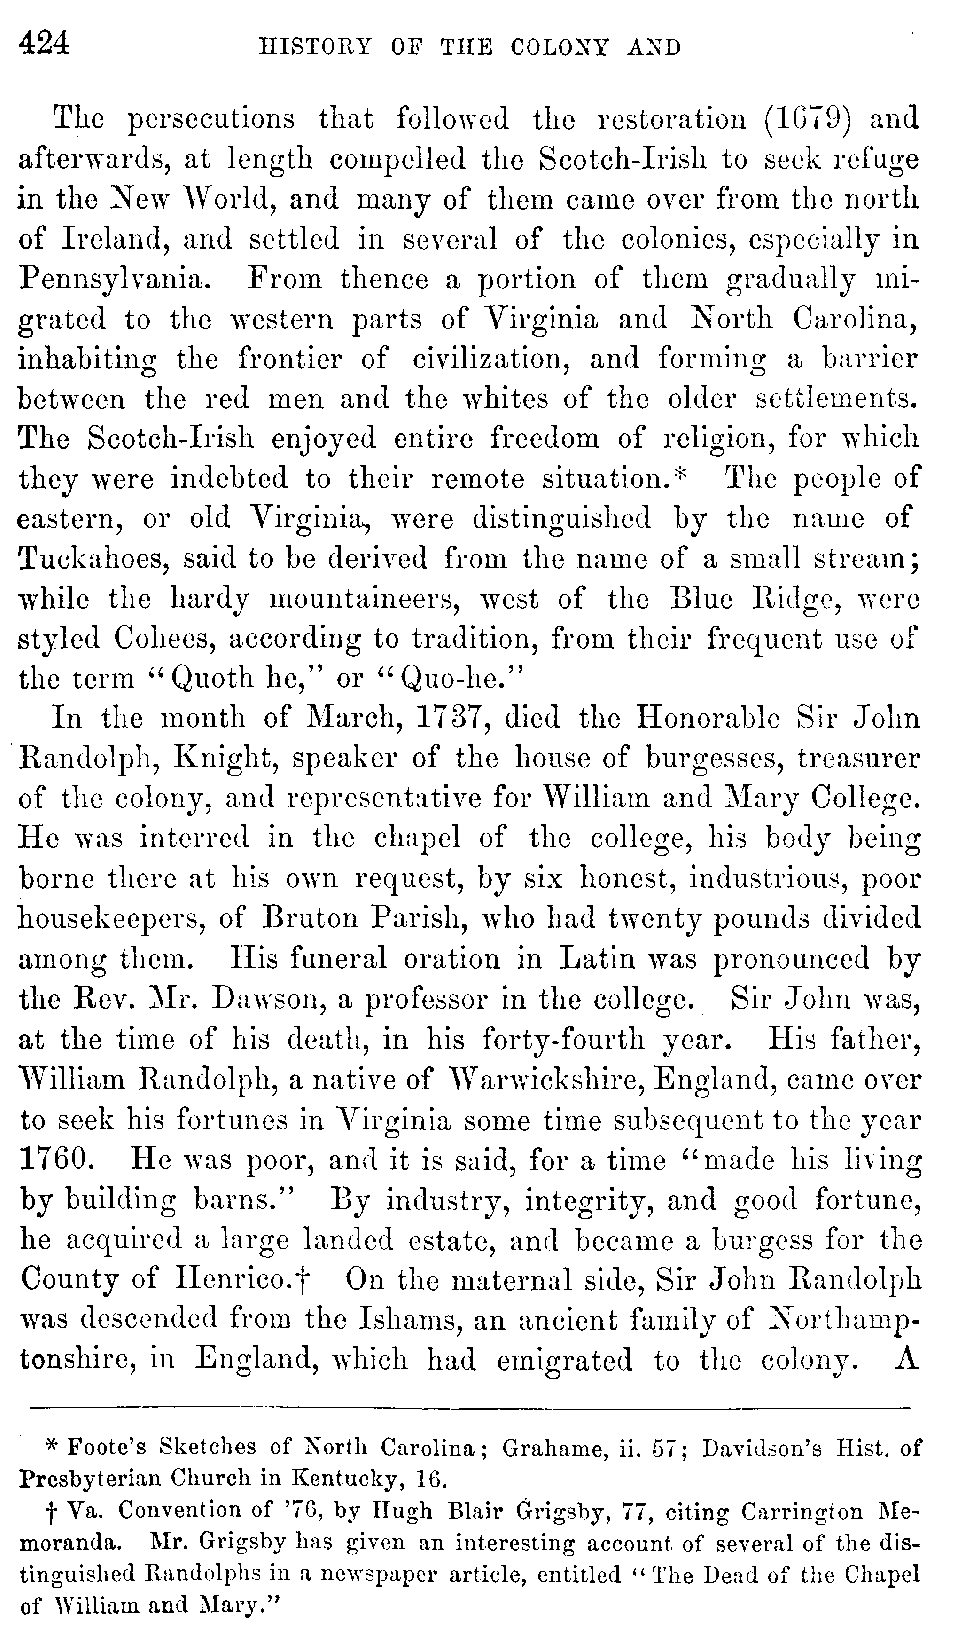 424 HISTORY OF THE COLONY AND
The persecutions that followed the restoration (1679) and
afterwards, at length compelled the Scotch-Irish to seek refuge
in the New World, and many of them came over from the north
of Ireland, and settled in several of the colonies, especially in
Pennsylvania. From thence a portion of them gradually mi-
grated to the western parts of Virginia and North Carolina,
inhabiting the frontier of civilization, and forming a barrier
between the red men and the whites of the older settlements.
The Scotch-Irish enjoyed entire freedom of religion, for which
they were indebted to their remote situation.* The people of
eastern, or old Virginia, were distinguished by the name of
Tuckahoes, said to be derived from the name of a small stream;
while the hardy mountaineers, west of the Blue Ridge, were
styled Cohees, according to tradition, from their frequent use of
the term "Quoth he," or "Quo-he."
In the month of March, 1737, died the Honorable Sir John
Randolph, Knight, speaker of the house of burgesses, treasurer
of the colony, and representative for William and Mary College.
He was interred in the chapel of the college, his body being
borne there at his own request, by six honest, industrious, poor
housekeepers, of Bruton Parish, who had twenty pounds divided
among them. His funeral oration in Latin was pronounced by
the Rev. Mr. Dawson, a professor in the college. Sir John was,
at the time of his death, in his forty-fourth year. His father,
William Randolph, a native of Warwickshire, England, came over
to seek his fortunes in Virginia some time subsequent to the year
1760. He was poor, and it is said, for a time "made his living
by building barns." By industry, integrity, and good fortune,
he acquired a large landed estate, and became a burgess for the
County of Henrico.† On the maternal side, Sir John Randolph
was descended from the Ishams, an ancient family of Northamp-
tonshire, in England, which had emigrated to the colony. A
* Foote's Sketches of North Carolina; Grahame, ii. 57; Davidson's Hist. of
Presbyterian Church in Kentucky, 16.
† Va. Convention of '76, by Hugh Blair Grigsby, 77, citing Carrington Me-
moranda. Mr. Grigsby has given an interesting account of several of the dis-
tinguished Randolphs in a newspaper article, entitled "The Dead of the Chapel
of William and Mary."